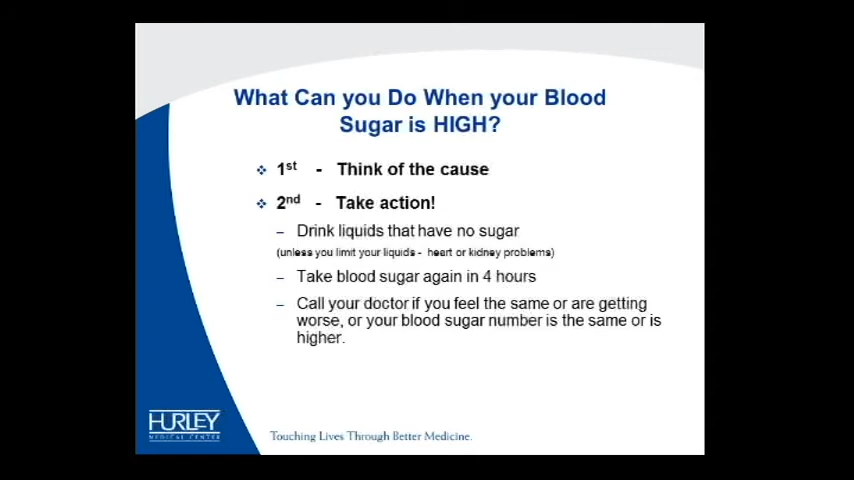 What Can you Do When your Blood
Sugar is HIGH?
❖ 1st - Think of the cause
❖ 2nd - Take action!
– Drink liquids that have no sugar
(unless you limit your liquids - heart or kidney problems)
– Take blood sugar again in 4 hours
– Call your doctor if you feel the same or are getting
worse, or your blood sugar number is the same or is
higher.
HURLEY
MEDICAL CENTER
Touching Lives Through Better Medicine.